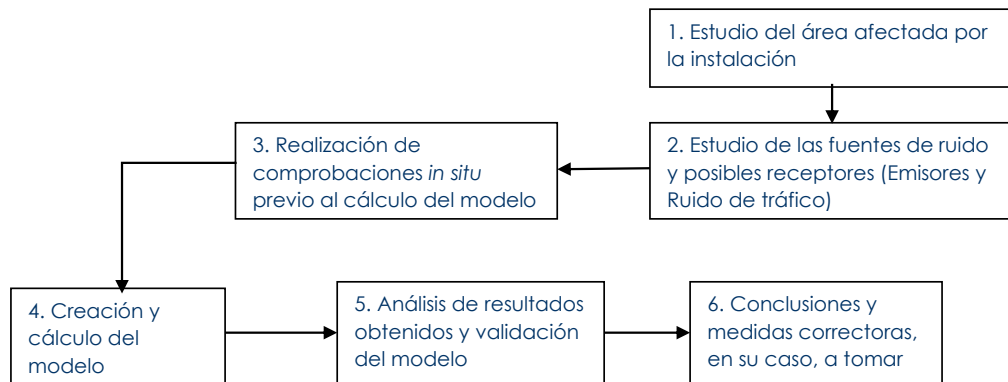 1. Estudio del área afectada por
la instalación
2. Estudio de las fuentes de ruido
y posibles receptores (Emisores y
Ruido de tráfico)
3. Realización de
comprobaciones in situ
previo al cálculo del modelo
4. Creación y
cálculo del
modelo
5. Análisis de resultados
obtenidos y validación
del modelo
6. Conclusiones y
medidas correctoras,
en su caso, a tomar